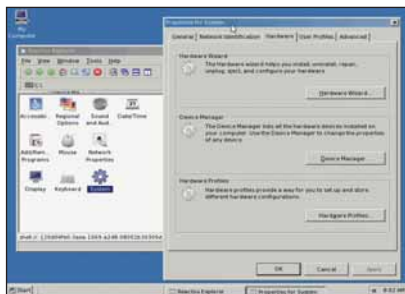 My
Computer
ReactOS Explorer
File View Window Tools Help
Accessibi...
Regional
Options
Sound
and Aud...
Date/Time
Add/Rem...
Programs
Mouse
Network
Properties
Display
Keyboard
System
Properties for System
General
Network Identification
Hardware
User Profiles
Advanced
Hardware Wizard
The Hardware wizard helps you install, uninstall, repair,
unplug, eject, and configure your hardware
Hardware Wizard...
Device Manager
The Device Manager lists all the hardware devices installed on
your computer. Use the Device Manager to change the properties
of any device
Device Manager
Hardware Profiles
Hardware profiles provide a way for you to set up and store
different hardware configurations.
Hardware Profiles...
OK
Cancel
Apply
Start
ReactOS Explorer
Properties for System